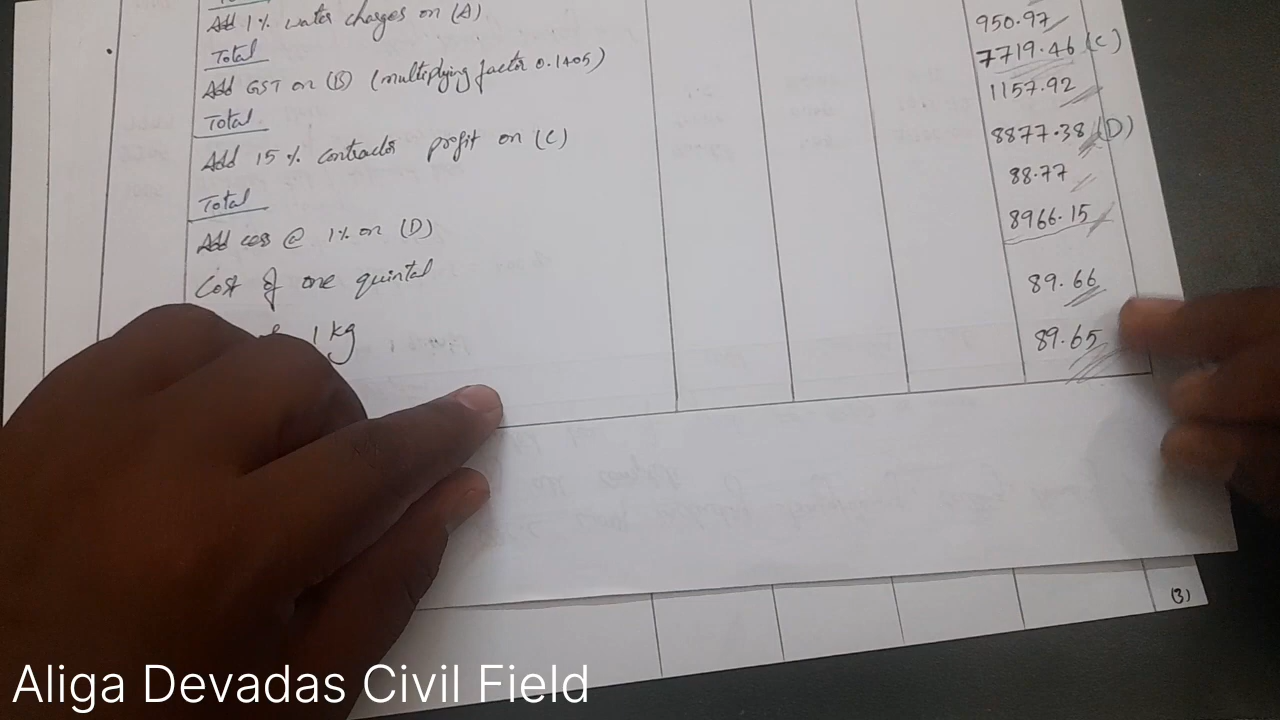 Add 1% water charges on (A)
Total
950.97
Add GST on (B) (multiplying factor 0.1405)
7719.46 (C)
Total
1157.92
Add 15% contractor profit on (C)
8877.38 (D)
Total
88.77
Add cess @ 1% on (D)
8966.15
Cost of one quintal
89.66
1 kg
89.65
(3)
Aliga Devadas Civil Field